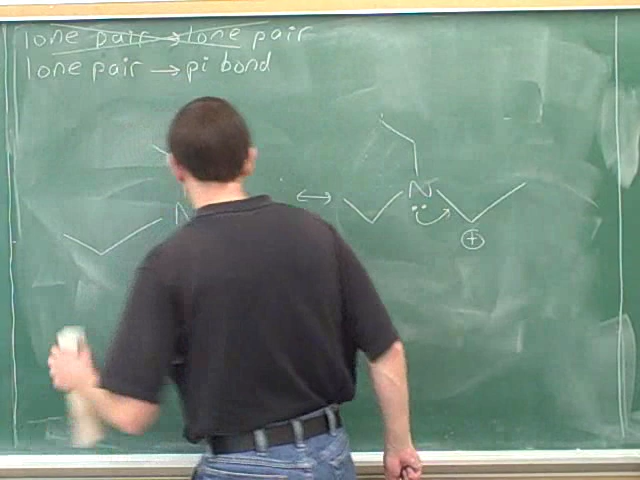 lone pair → lone pair
lone pair → pi bond
N ↔ N
⊕